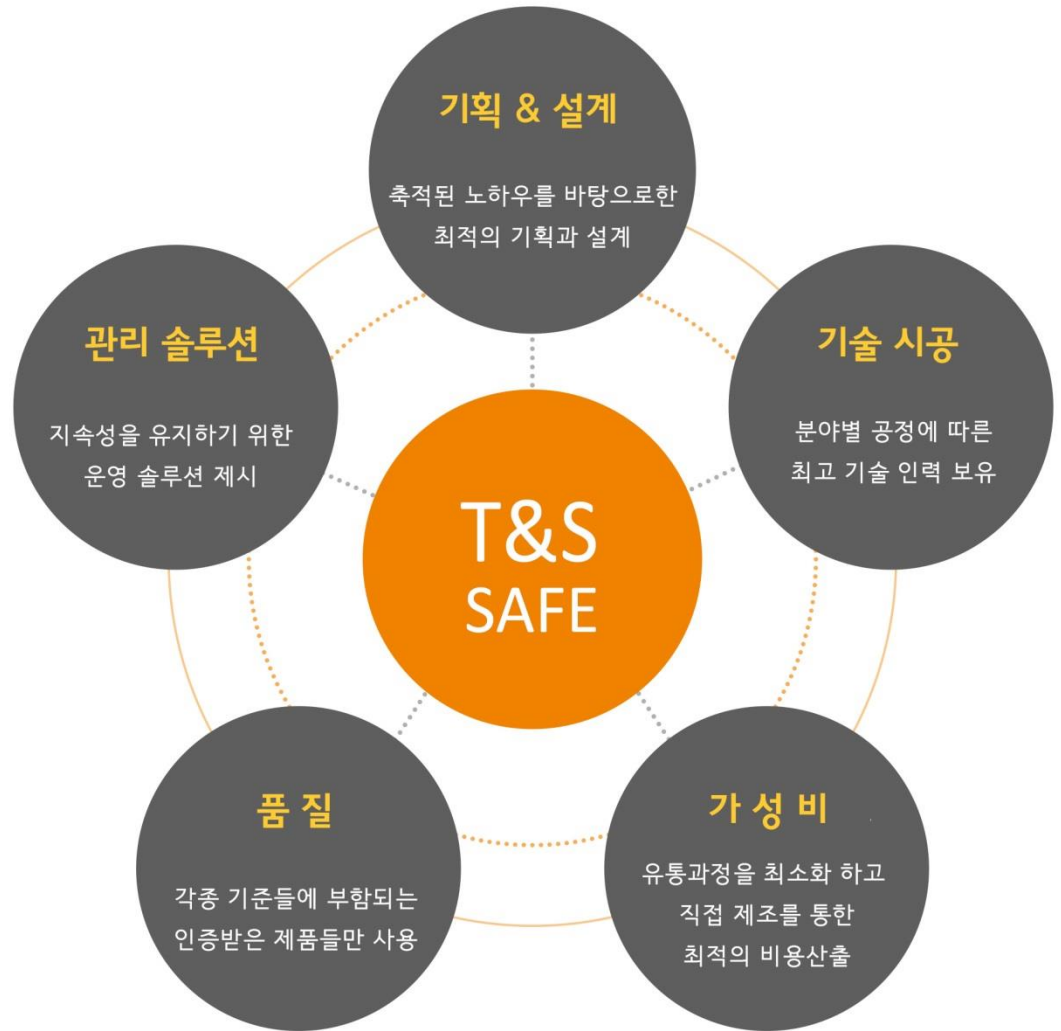 기획 & 설계
축적된 노하우를 바탕으로한
최적의 기획과 설계
관리 솔루션
지속성을 유지하기 위한
운영 솔루션 제시
기술 시공
분야별 공정에 따른
최고 기술 인력 보유
T&S
SAFE
품 질
각종 기준들에 부합되는
인증받은 제품들만 사용
가 성 비
유통과정을 최소화 하고
직접 제조를 통한
최적의 비용산출